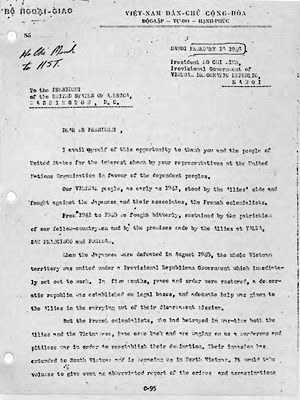 BỘ NGOẠI-GIAO
VIỆT-NAM DÂN-CHỦ CỘNG-HÒA
ĐỘC-LẬP - TỰ-DO - HẠNH-PHÚC
Ho Chi Minh
to HST.
HANOI FEBRUARY 16 1946
President HO CHI MINH,
Provisional Government of
VIETNAM DEMOCRATIC REPUBLIC,
HANOI
To the PRESIDENT
of the UNITED STATES OF AMERICA,
WASHINGTON, D.C.
DEAR MR PRESIDENT,
I avail myself of this opportunity to thank you and the people of
United States for the interest shown by your representatives at the United
Nations Organization in favour of the dependent peoples.
Our VIETNAM people, as early as 1941, stood by the Allies' side and
fought against the Japanese and their associates, the French colonialists.
From 1941 to 1945 we fought bitterly, sustained by the patriotism
of our fellow-countrymen and by the promises made by the Allies at YALTA,
SAN FRANCISCO and POTSDAM.
When the Japanese were defeated in August 1945, the whole Vietnam
territory was united under a Provisional Republican Government which immediate-
ly set out to work. In five months, peace and order were restored, a democ-
ratic republic was established on legal bases, and adequate help was given to
the Allies in the carrying out of their disarmament mission.
But the French colonialists, who had betrayed in war-time both the
Allies and the Vietnamese, have come back and are waging on us a murderous and
pitiless war in order to reestablish their domination. Their invasion has
extended to South Vietnam and is menacing us in North Vietnam. It would take
volumes to give even an abbreviated report of the crimes and assassinations
C-95